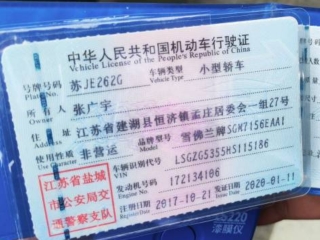 中华人民共和国机动车行驶证
Vehicle License of the People's Republic of China
号牌号码 苏JE262G 车辆类型 小型轿车
Plate No. Vehicle Type
所有人 张广宇
Owner
住址 江苏省建湖县恒济镇孟庄居委会一组27号
Address
使用性质 非营运 品牌型号 雪佛兰牌SGM7156EAA1
Use Character Model
车辆识别代号 LSGZG5355HS115186
VIN
发动机号码 172134106
Engine No.
注册日期 2017-10-21 发证日期 2020-01-11
Register Date Issue Date
江苏省盐城
市公安局交
通警察支队
漆膜仪